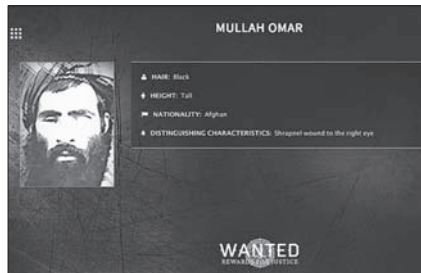 MULLAH OMAR
HAIR: Black
HEIGHT: Tall
NATIONALITY: Afghan
DISTINGUISHING CHARACTERISTICS: Shrapnel wound to the right eye
WANTED
REWARDS FOR JUSTICE